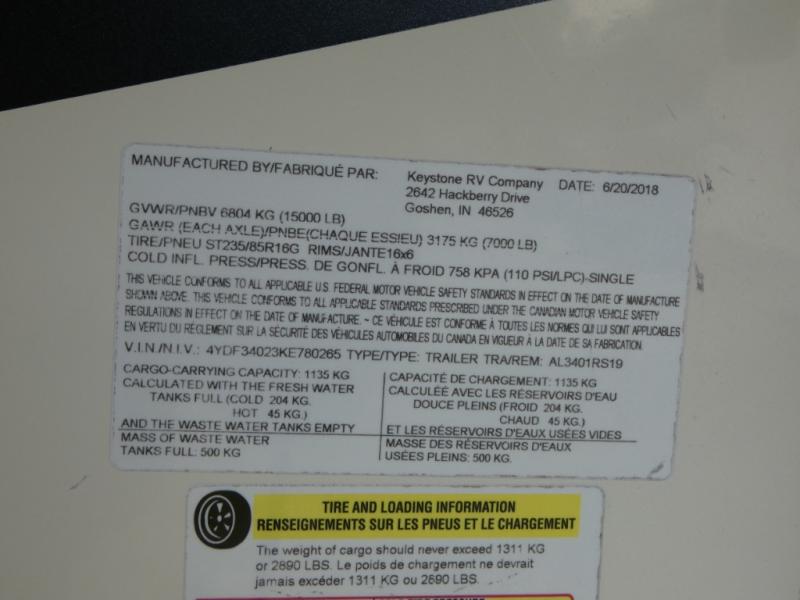 MANUFACTURED BY/FABRIQUÉ PAR: Keystone RV Company DATE: 6/20/2018
2642 Hackberry Drive
Goshen, IN 46526
GVWR/PNBV 6804 KG (15000 LB)
GAWR (EACH AXLE)/PNBE(CHAQUE ESSIEU) 3175 KG (7000 LB)
TIRE/PNEU ST235/85R16G RIMS/JANTE16x6
COLD INFL. PRESS/PRESS. DE GONFL. À FROID 758 KPA (110 PSI/LPC)-SINGLE
THIS VEHICLE CONFORMS TO ALL APPLICABLE U.S. FEDERAL MOTOR VEHICLE SAFETY STANDARDS IN EFFECT ON THE DATE OF MANUFACTURE
SHOWN ABOVE. THIS VEHICLE CONFORMS TO ALL APPLICABLE STANDARDS PRESCRIBED UNDER THE CANADIAN MOTOR VEHICLE SAFETY
REGULATIONS IN EFFECT ON THE DATE OF MANUFACTURE. ~ CE VÉHICULE EST CONFORME À TOUTES LES NORMES QUI LUI SONT APPLICABLES
EN VERTU DU RÉGLEMENT SUR LA SÉCURITÉ DES VÉHICULES AUTOMOBILES DU CANADA EN VIGUEUR À LA DATE DE SA FABRICATION.
V.I.N./N.I.V.: 4YDF34023KE780265 TYPE/TYPE: TRAILER TRA/REM: AL3401RS19
CARGO-CARRYING CAPACITY: 1135 KG
CALCULATED WITH THE FRESH WATER
TANKS FULL (COLD 204 KG.
HOT 45 KG.)
AND THE WASTE WATER TANKS EMPTY
MASS OF WASTE WATER
TANKS FULL: 500 KG
CAPACITÉ DE CHARGEMENT: 1135 KG
CALCULÉE AVEC LES RÉSERVOIRS D'EAU
DOUCE PLEINS (FROID 204 KG.
CHAUD 45 KG.)
ET LES RÉSERVOIRS D'EAUX USÉES VIDES
MASSE DES RÉSERVOIRS D'EAUX
USÉES PLEINS: 500 KG.
TIRE AND LOADING INFORMATION
RENSEIGNEMENTS SUR LES PNEUS ET LE CHARGEMENT
The weight of cargo should never exceed 1311 KG
or 2890 LBS. Le poids de chargement ne devrait
jamais excéder 1311 KG ou 2890 LBS.